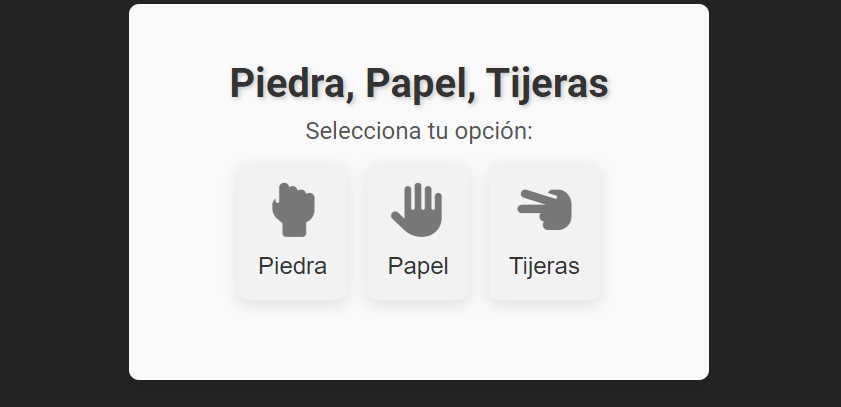 Piedra, Papel, Tijeras
Selecciona tu opción:
Piedra
Papel
Tijeras